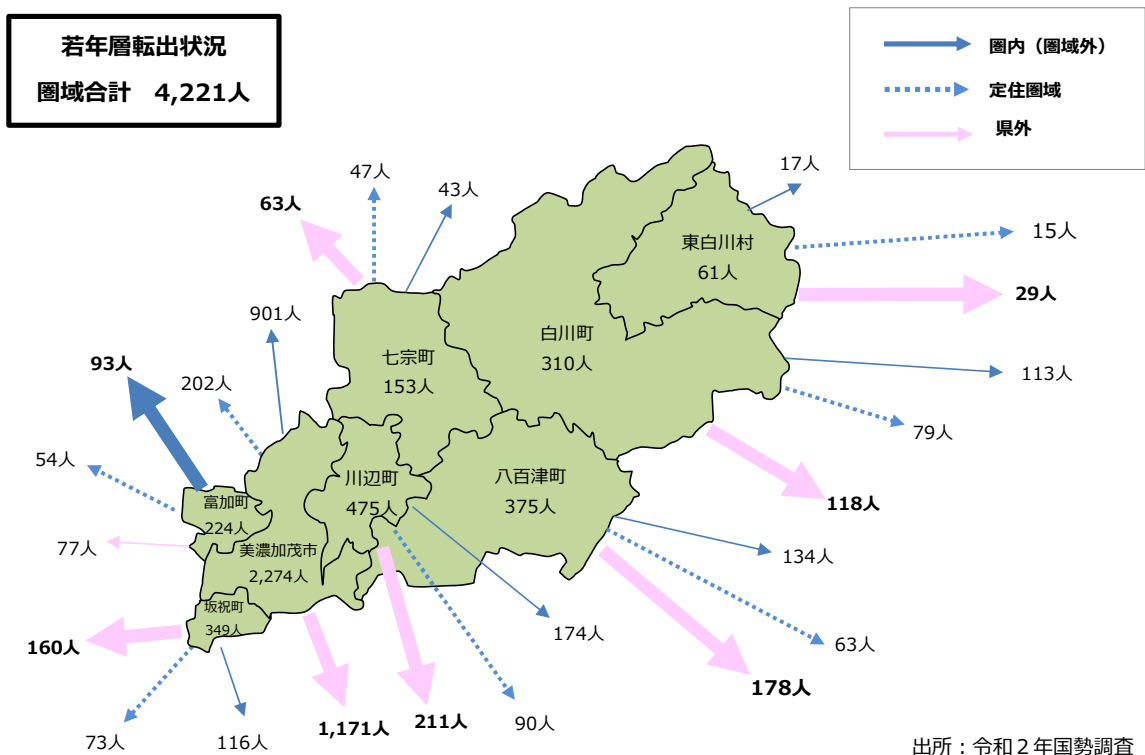 若年層転出状況
圏域合計　4,221人
圏内（圏域外）
定住圏域
県外
47人
43人
63人
17人
東白川村
61人
15人
29人
901人
白川町
310人
七宗町
153人
93人
202人
113人
79人
54人
川辺町
475人
八百津町
375人
118人
富加町
224人
77人
美濃加茂市
2,274人
134人
坂祝町
349人
160人
174人
63人
178人
73人
116人
1,171人
211人
90人
出所：令和２年国勢調査